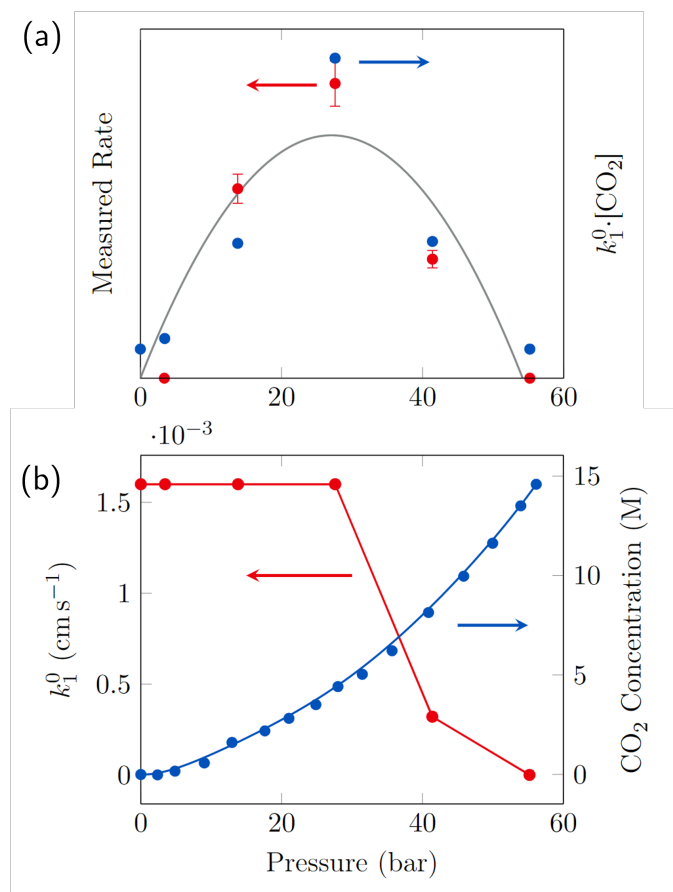 (a)
Measured Rate
k₁⁰·[CO₂]
0
20
40
60
·10⁻³
(b)
1.5
1
0.5
0
k₁⁰ (cm s⁻¹)
15
10
5
0
CO₂ Concentration (M)
0
20
40
60
Pressure (bar)